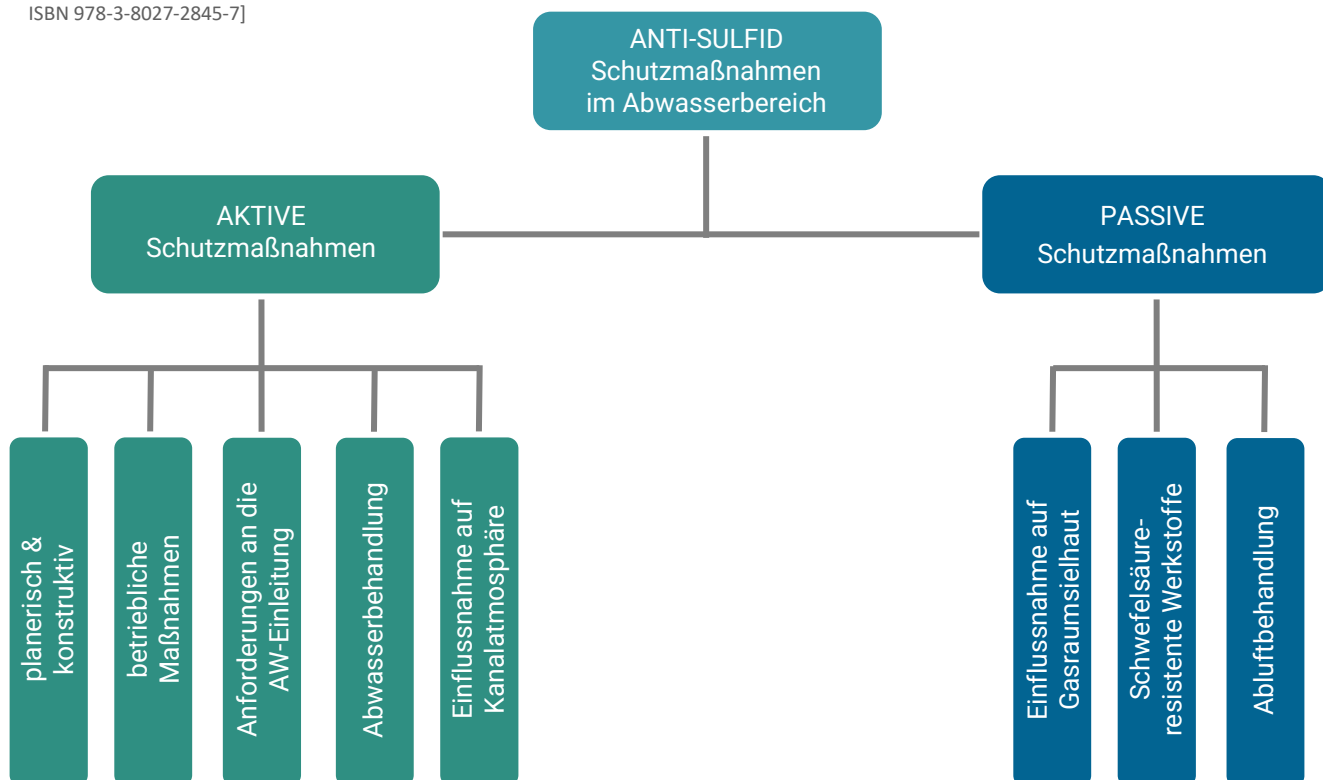 ISBN 978-3-8027-2845-7]
ANTI-SULFID
Schutzmaßnahmen
im Abwasserbereich
AKTIVE
Schutzmaßnahmen
PASSIVE
Schutzmaßnahmen
planerisch &
konstruktiv
betriebliche
Maßnahmen
Anforderungen an die
AW-Einleitung
Abwasserbehandlung
Einflussnahme auf
Kanalatmosphäre
Einflussnahme auf
Gasraumsielhaut
Schwefelsäure-
resistente Werkstoffe
Abluftbehandlung